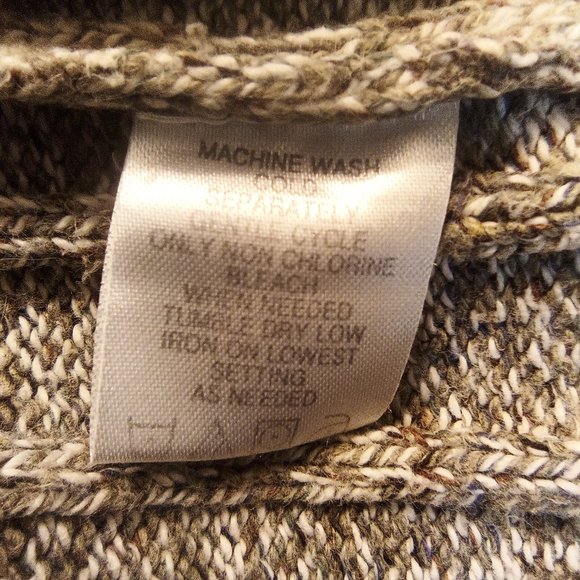 MACHINE WASH
COLD
SEPARATELY
GENTLE CYCLE
ONLY NON CHLORINE
BLEACH
WHEN NEEDED
TUMBLE DRY LOW
IRON ON LOWEST
SETTING
AS NEEDED